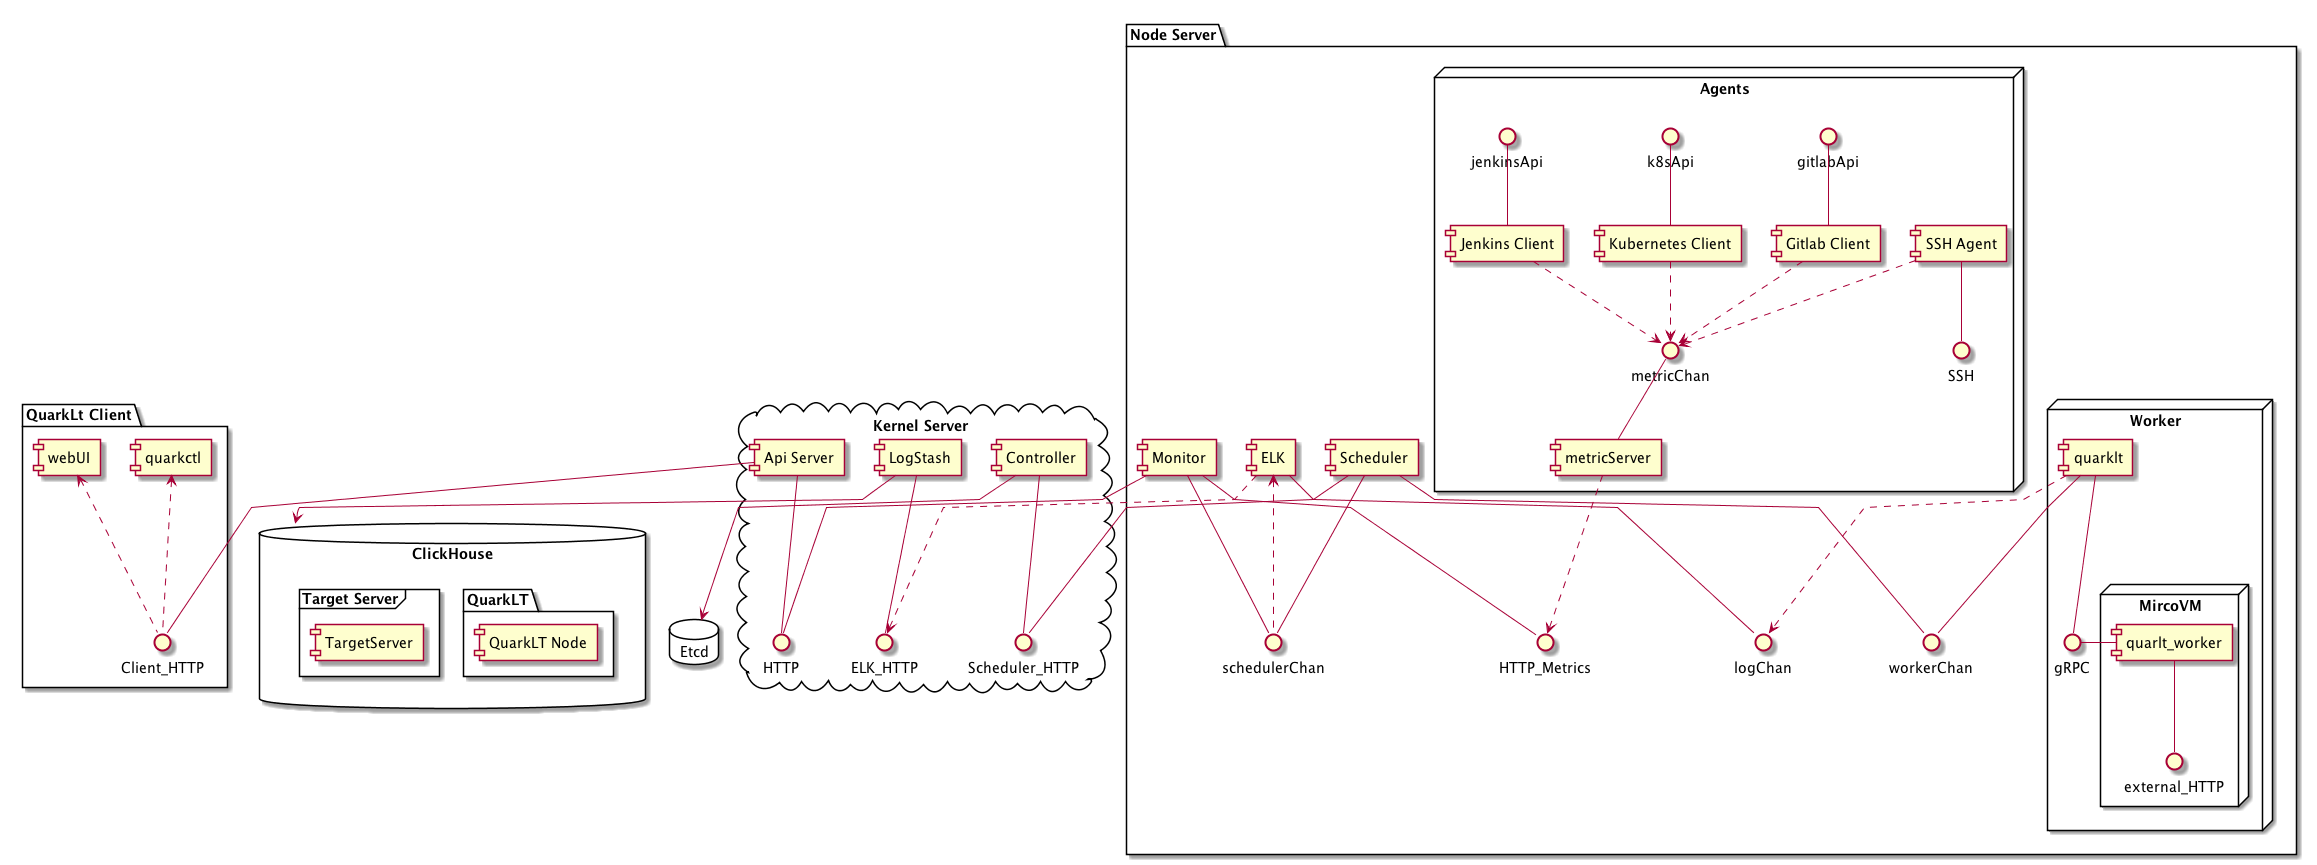 Node Server
Agents
jenkinsApi
k8sApi
gitlabApi
Jenkins Client
Kubernetes Client
Gitlab Client
SSH Agent
metricChan
SSH
QuarkLt Client
webUI
quarkctl
Client_HTTP
Kernel Server
Api Server
LogStash
Controller
Monitor
ELK
Scheduler
metricServer
Worker
quarklt
ClickHouse
Target Server
TargetServer
QuarkLT
QuarkLT Node
Etcd
HTTP
ELK_HTTP
Scheduler_HTTP
schedulerChan
HTTP_Metrics
logChan
workerChan
gRPC
MircoVM
quarlt_worker
external_HTTP